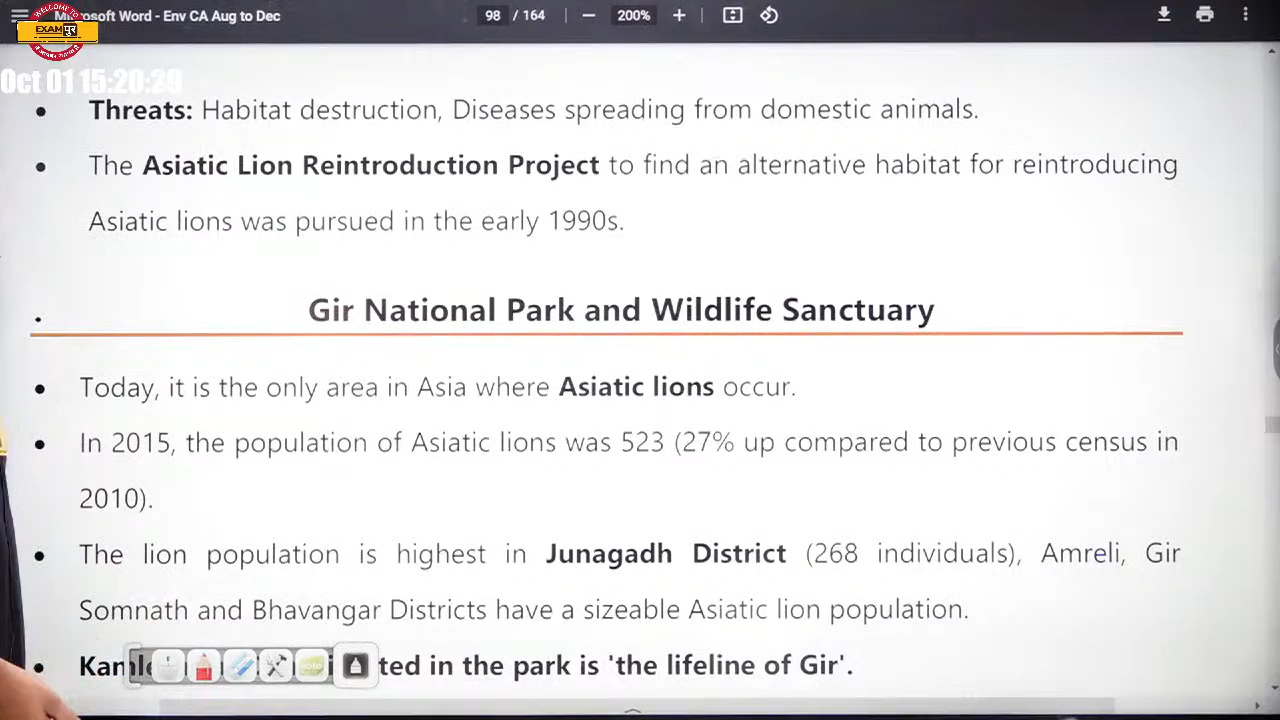 Microsoft Word - Env CA Aug to Dec
98 / 164
200%
WELCOME TO
EXAM पुर
Oct 01 15:20:29
• Threats: Habitat destruction, Diseases spreading from domestic animals.
• The Asiatic Lion Reintroduction Project to find an alternative habitat for reintroducing
Asiatic lions was pursued in the early 1990s.
. Gir National Park and Wildlife Sanctuary
• Today, it is the only area in Asia where Asiatic lions occur.
• In 2015, the population of Asiatic lions was 523 (27% up compared to previous census in
2010).
• The lion population is highest in Junagadh District (268 individuals), Amreli, Gir
Somnath and Bhavangar Districts have a sizeable Asiatic lion population.
• ted in the park is 'the lifeline of Gir'.